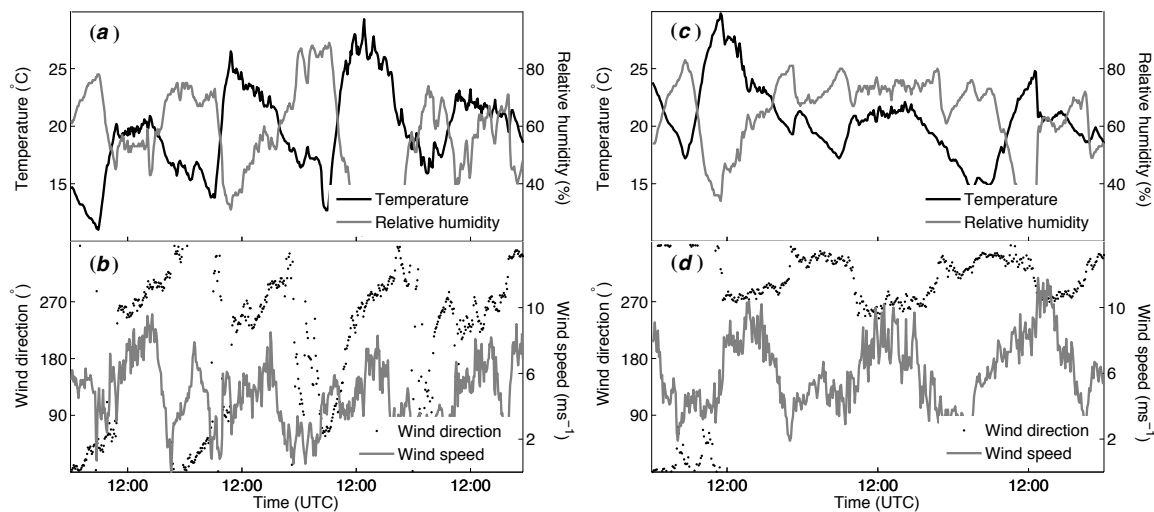 (a)
25
20
15
Temperature °C
80
60
40
Relative humidity (%)
Temperature
Relative humidity
(b)
270
180
90
Wind direction (°)
10
6
2
Wind speed (ms⁻¹)
Wind direction
Wind speed
12:00 12:00 12:00 12:00
Time (UTC)
(c)
25
20
15
Temperature (°C)
80
60
40
Relative humidity (%)
Temperature
Relative humidity
(d)
270
180
90
Wind direction (°)
10
6
2
Wind speed (ms⁻¹)
Wind direction
Wind speed
12:00 12:00 12:00
Time (UTC)